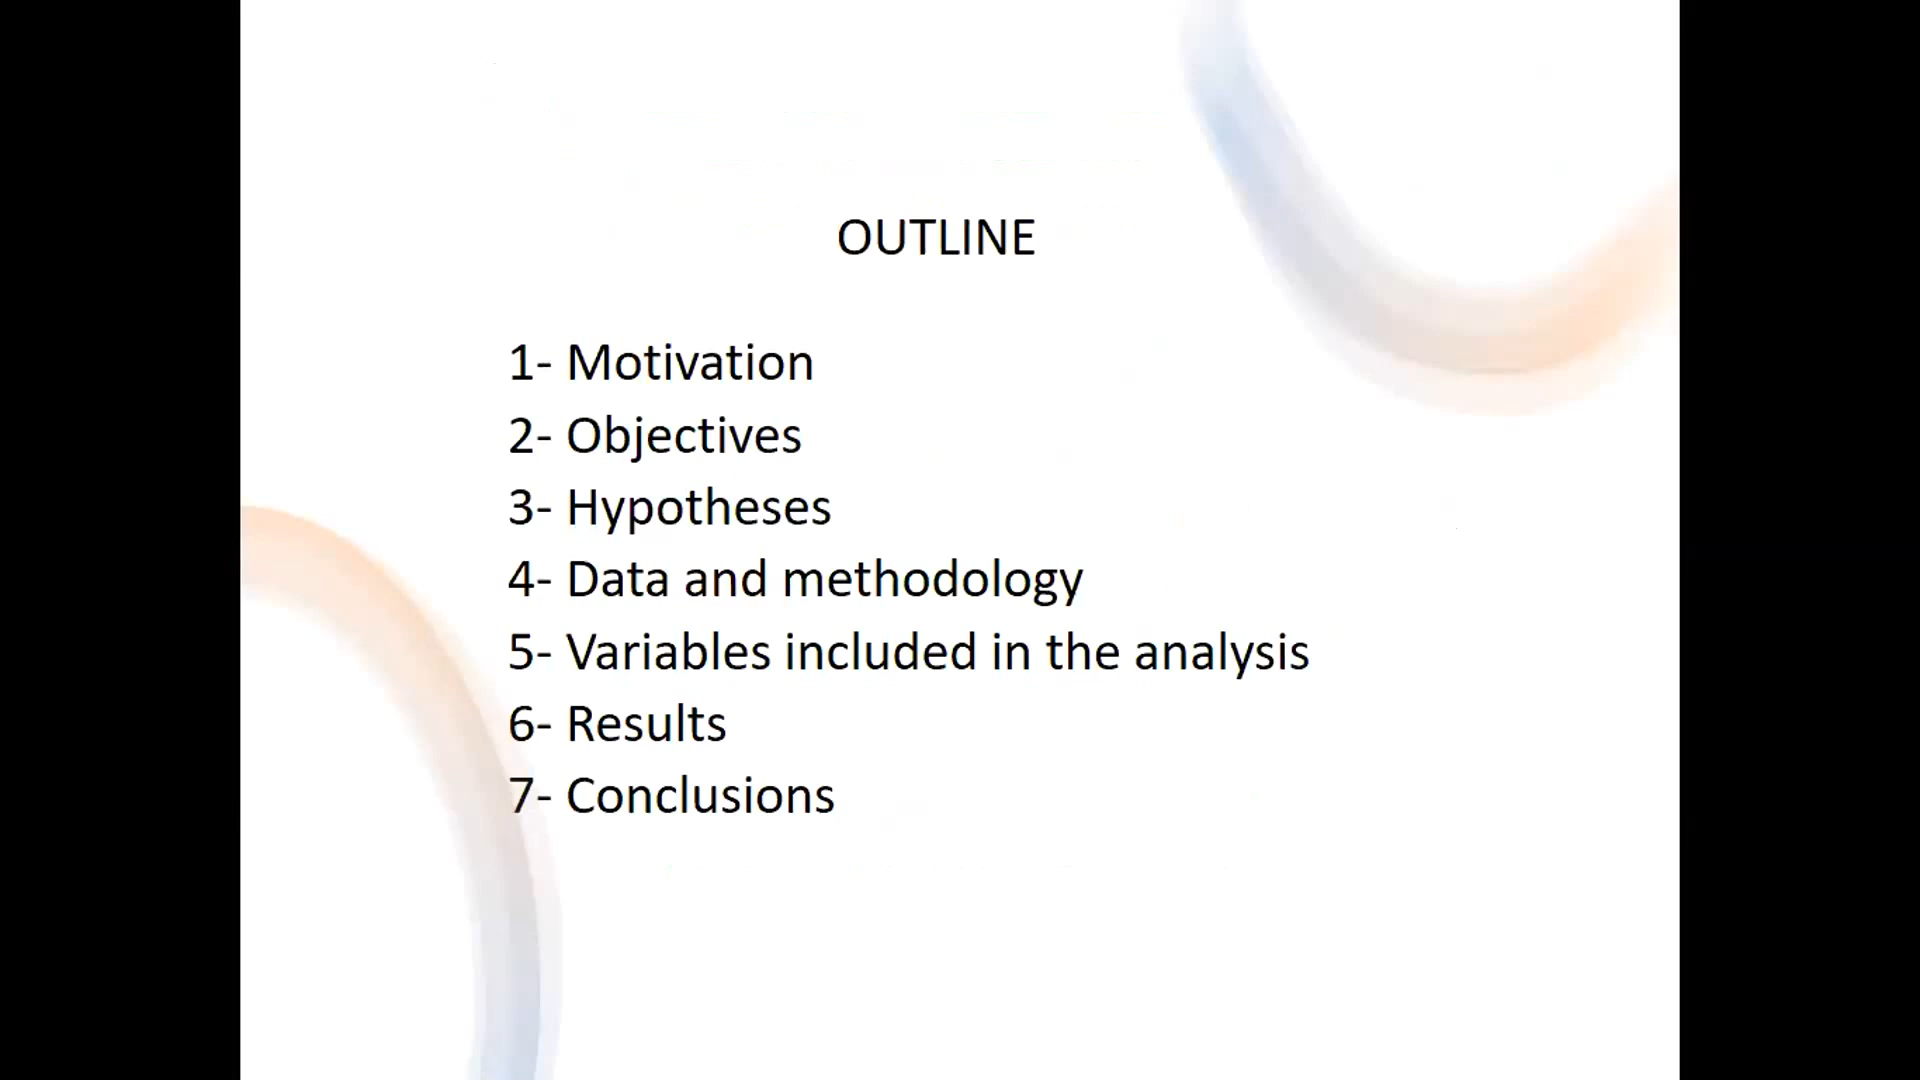 OUTLINE
1- Motivation
2- Objectives
3- Hypotheses
4- Data and methodology
5- Variables included in the analysis
6- Results
7- Conclusions